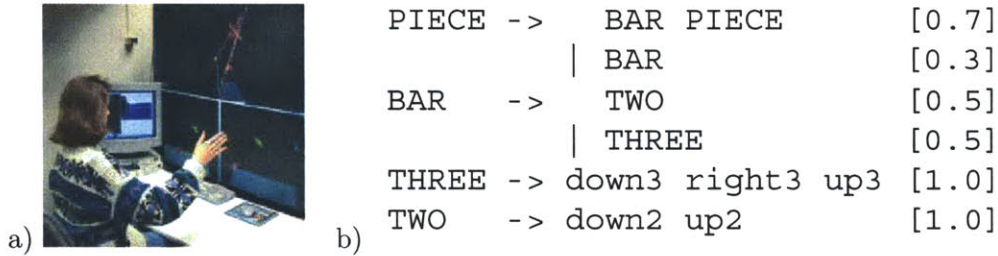 PIECE -> BAR PIECE [0.7]
| BAR [0.3]
BAR -> TWO [0.5]
| THREE [0.5]
THREE -> down3 right3 up3 [1.0]
TWO -> down2 up2 [1.0]
a) b)